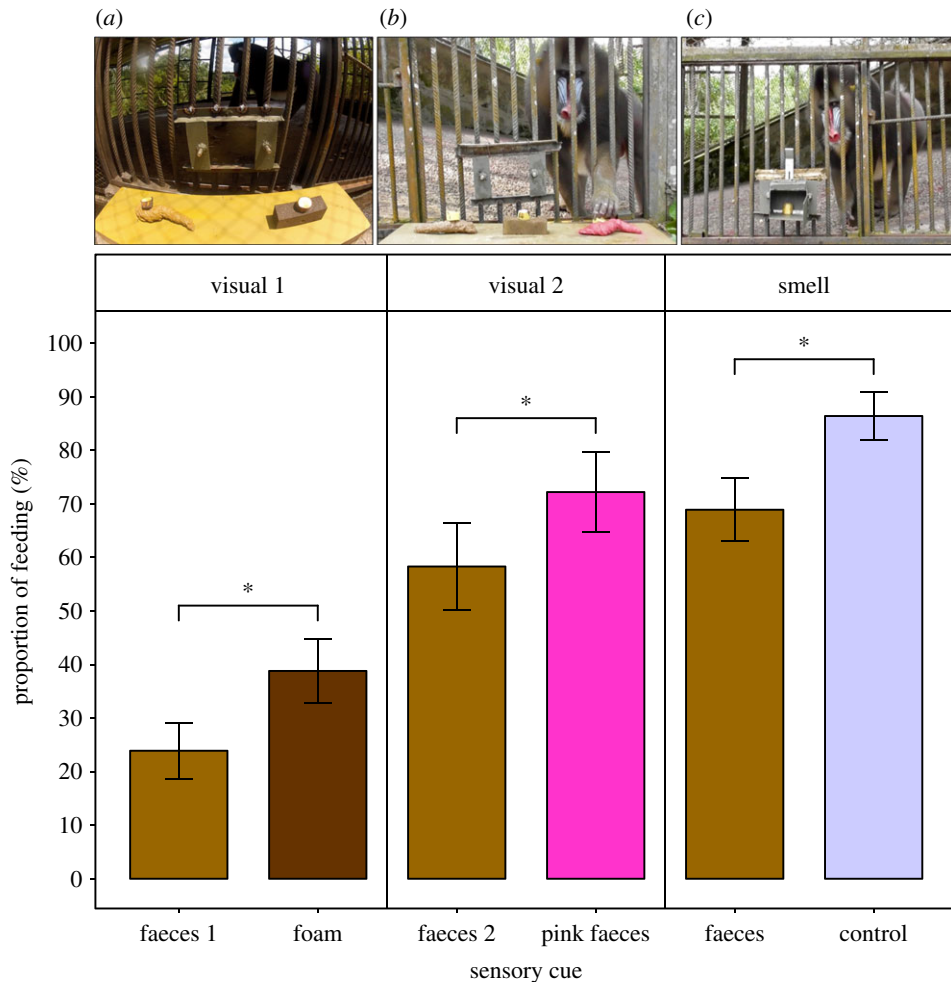 (a) (b) (c)
visual 1 visual 2 smell
proportion of feeding (%)
100
90
80
70
60
50
40
30
20
10
0
*
*
*
faeces 1 foam faeces 2 pink faeces faeces control
sensory cue